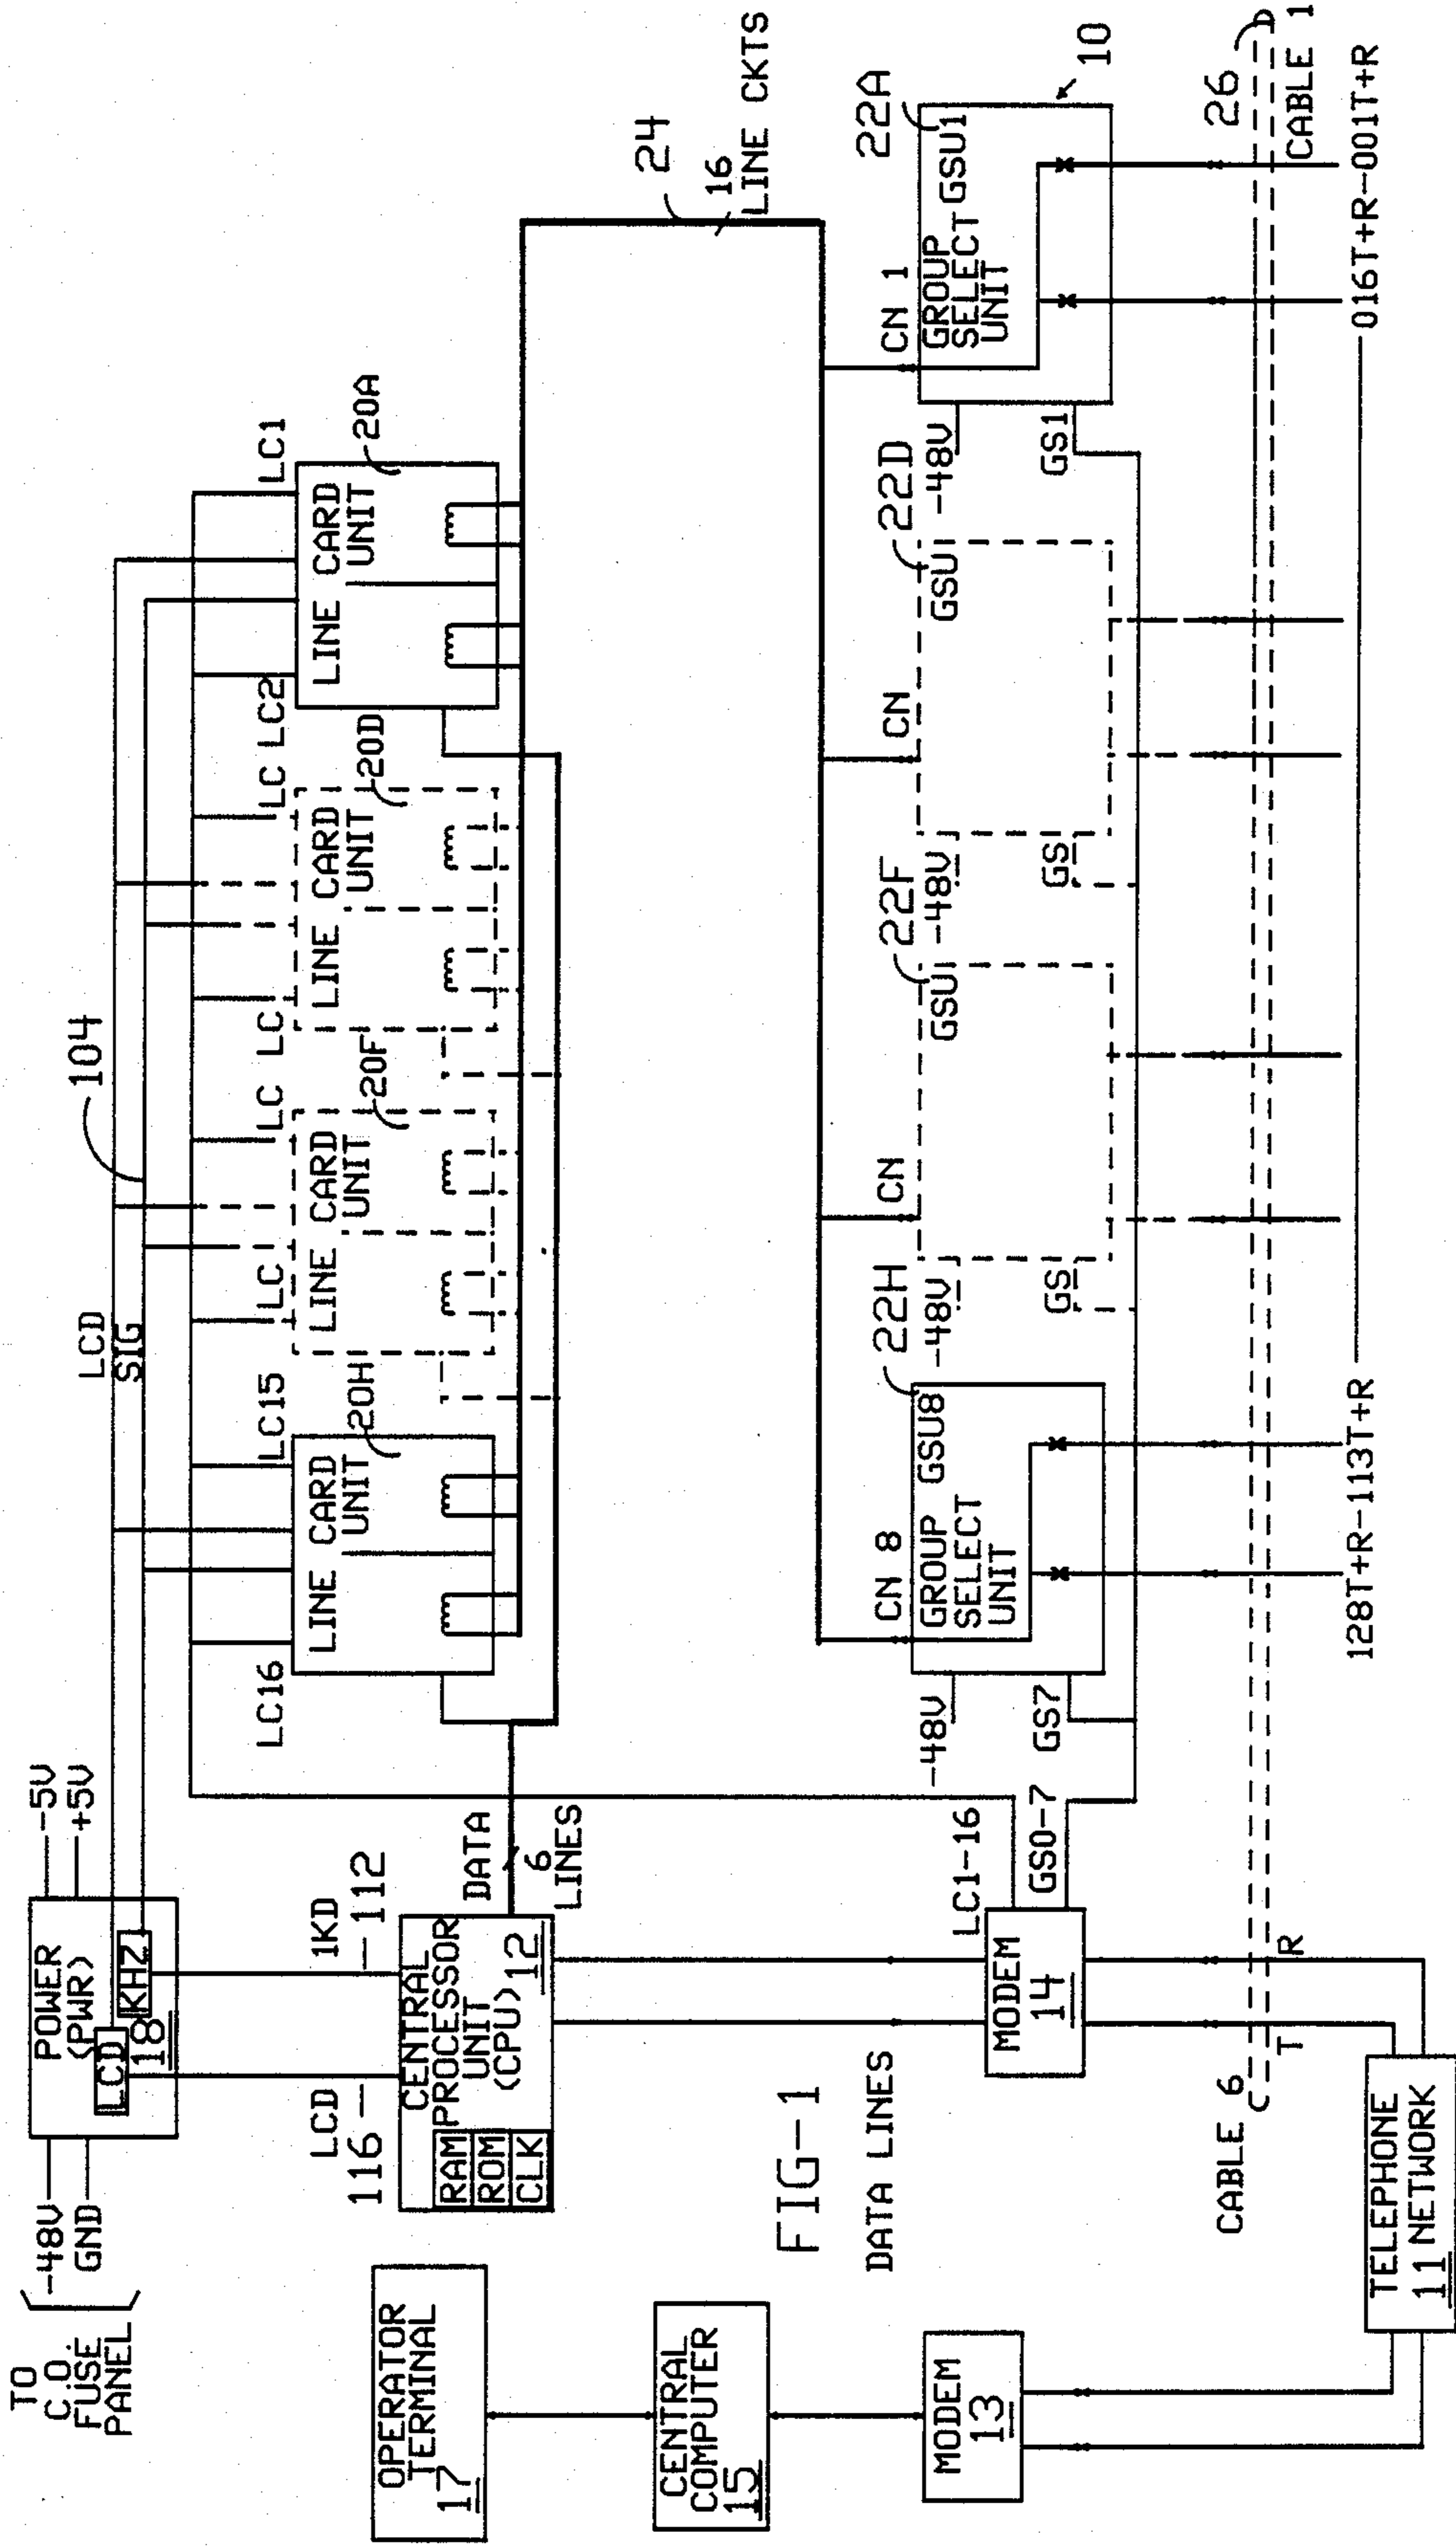 TO
C.O.
FUSE
PANEL
-48V
GND
POWER
(PWR)
LCD
KHZ
18
-5V
+5V
LCD
SIG
104
LCD
116
1KD
112
CENTRAL
PROCESSOR
UNIT
(CPU)
12
RAM
ROM
CLK
DATA
6
LINES
LC16
LC15
LINE CARD
UNIT
20H
LC
LC
LINE CARD
UNIT
20F
LC
LC
LINE CARD
UNIT
20D
LC2
LC1
LINE CARD
UNIT
20A
24
16
LINE CKTS
OPERATOR
TERMINAL
17
CENTRAL
COMPUTER
15
MODEM
13
FIG-1
DATA LINES
MODEM
14
LC1-16
GS0-7
-48V
GS7
CN 8
22H
GROUP GSU8
SELECT
UNIT
-48V
GS
CN
22F
GSU
-48V
GS
CN
22D
GSU
-48V
GS1
CN 1
22A
GROUP
SELECT GSU1
UNIT
10
CABLE 6
T
R
26
CABLE 1
TELEPHONE
11 NETWORK
128T+R-113T+R
016T+R-001T+R